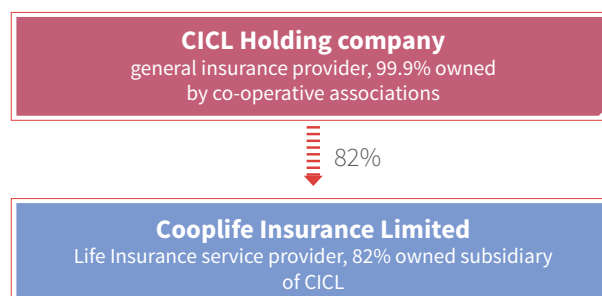 CICL Holding company
general insurance provider, 99.9% owned
by co-operative associations
82%
Cooplife Insurance Limited
Life Insurance service provider, 82% owned subsidiary
of CICL